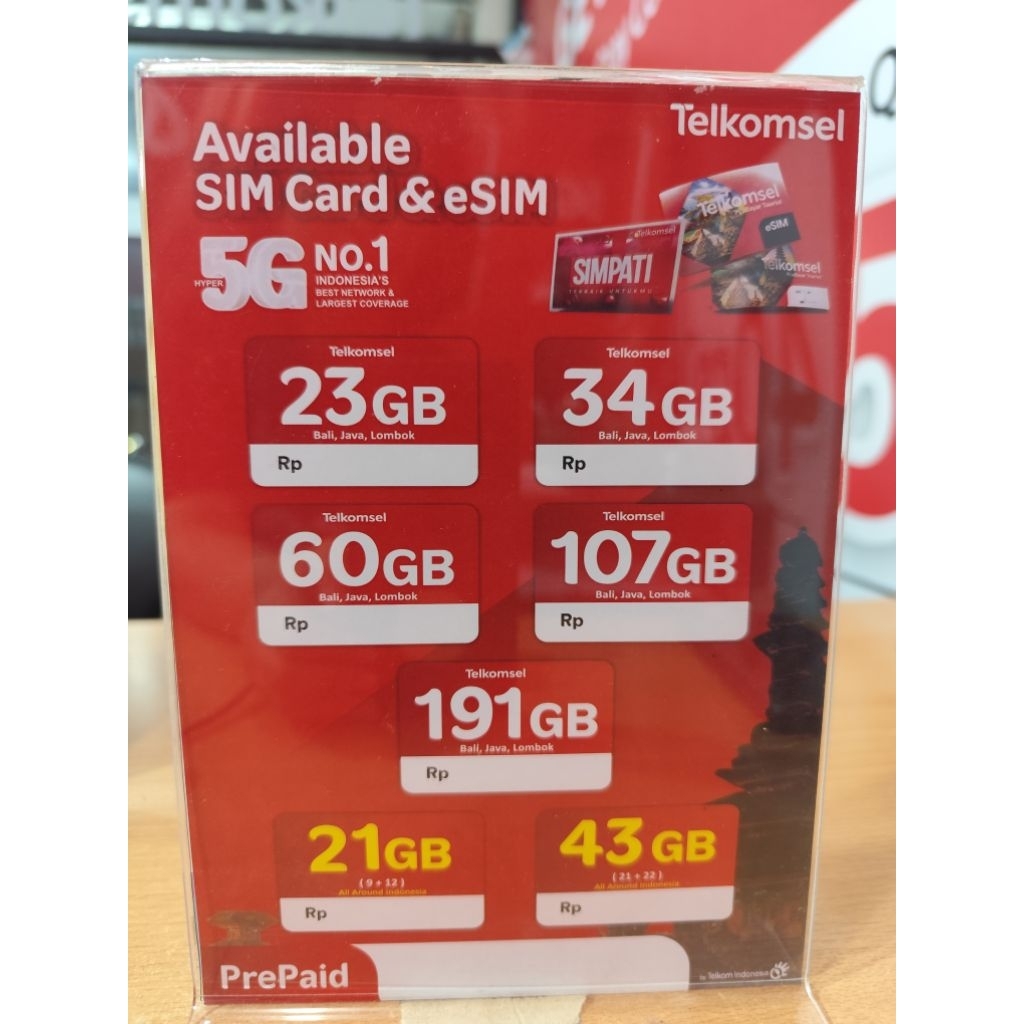 Telkomsel
Available
SIM Card & eSIM
HYPER 5G NO.1
INDONESIA'S
BEST NETWORK &
LARGEST COVERAGE
Telkomsel
eSIM
Telkomsel
SIMPATI
TERBAIK UNTUKMU
Telkomsel
Telkomsel
23GB
Bali, Java, Lombok
Rp
Telkomsel
34GB
Bali, Java, Lombok
Rp
Telkomsel
60GB
Bali, Java, Lombok
Rp
Telkomsel
107GB
Bali, Java, Lombok
Rp
Telkomsel
191GB
Bali, Java, Lombok
Rp
21GB
( 9 + 12 )
All Around Indonesia
Rp
43GB
( 21 + 22 )
All Around Indonesia
Rp
PrePaid
by Telkom Indonesia